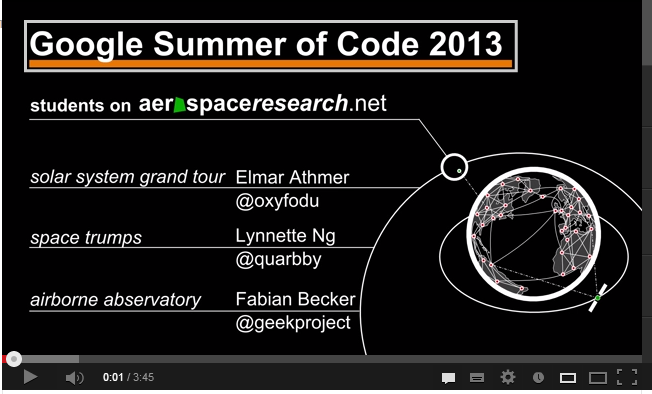 Google Summer of Code 2013
students on aerospaceresearch.net
solar system grand tour Elmar Athmer
@oxyfodu
space trumps Lynnette Ng
@quarbby
airborne abservatory Fabian Becker
@geekproject
0:01 / 3:45